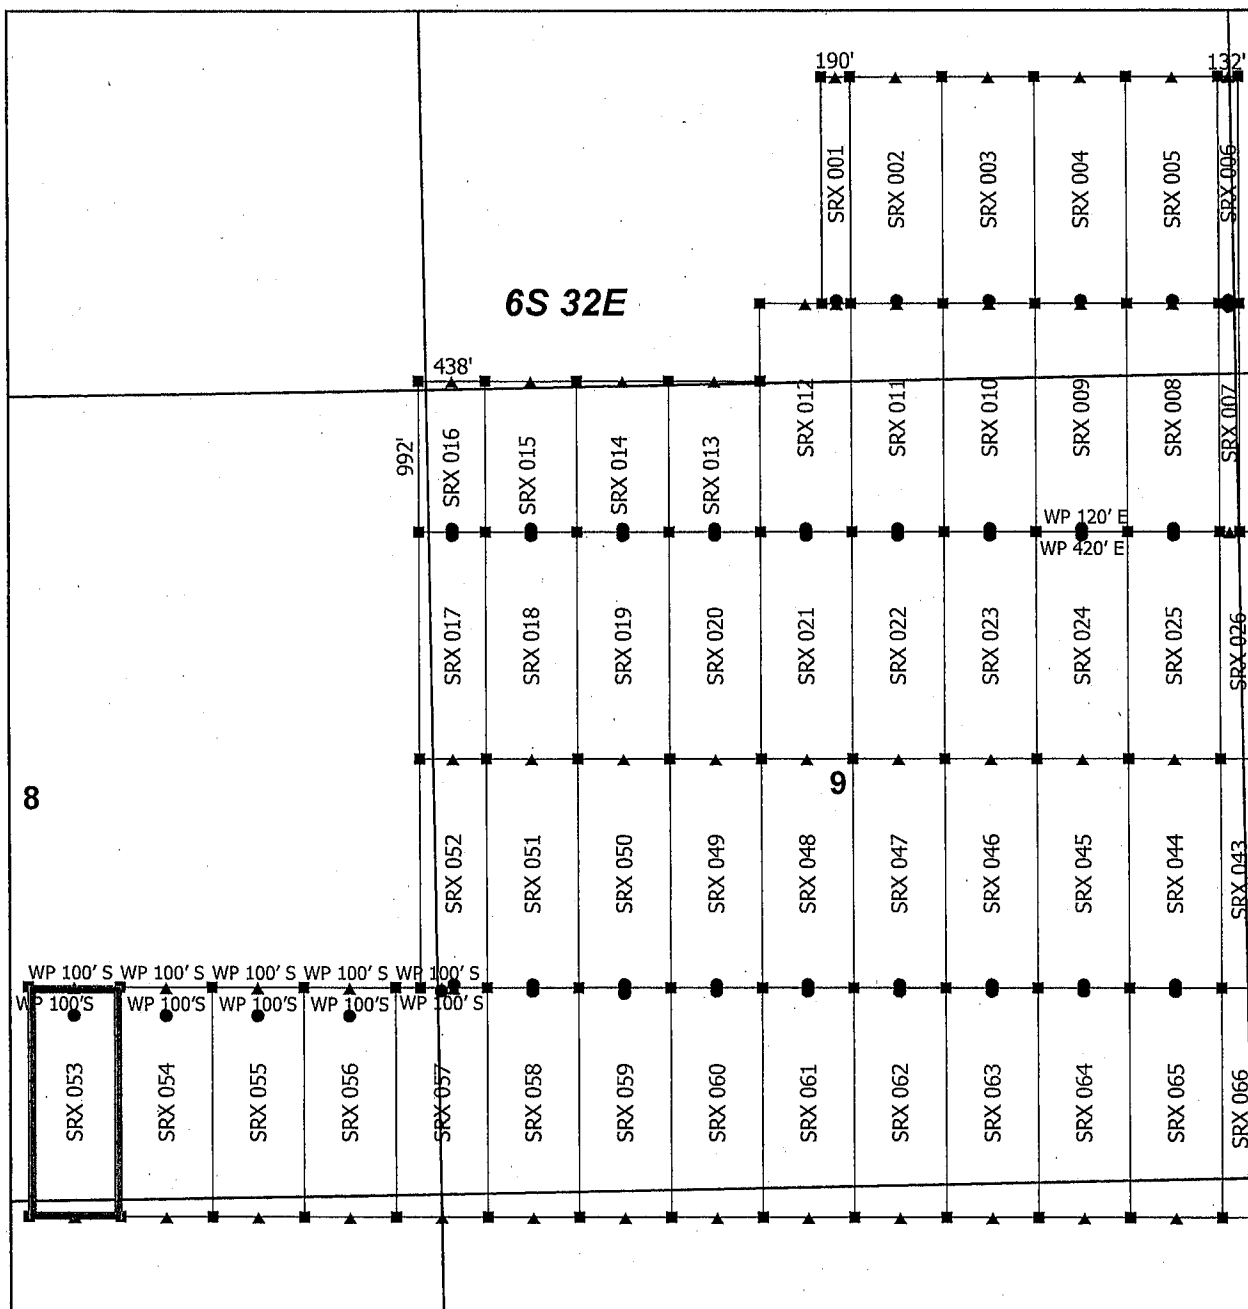 190'
132'
SRX 001
SRX 002
SRX 003
SRX 004
SRX 005
SRX 006
6S 32E
438'
992'
SRX 016
SRX 015
SRX 014
SRX 013
SRX 012
SRX 011
SRX 010
SRX 009
SRX 008
SRX 007
WP 120' E
WP 420' E
SRX 017
SRX 018
SRX 019
SRX 020
SRX 021
SRX 022
SRX 023
SRX 024
SRX 025
SRX 026
8
9
SRX 052
SRX 051
SRX 050
SRX 049
SRX 048
SRX 047
SRX 046
SRX 045
SRX 044
SRX 043
WP 100' S
WP 100' S
WP 100' S
WP 100' S
WP 100' S
WP 100'S
WP 100'S
WP 100'S
WP 100'S
WP 100' S
SRX 053
SRX 054
SRX 055
SRX 056
SRX 057
SRX 058
SRX 059
SRX 060
SRX 061
SRX 062
SRX 063
SRX 064
SRX 065
SRX 066